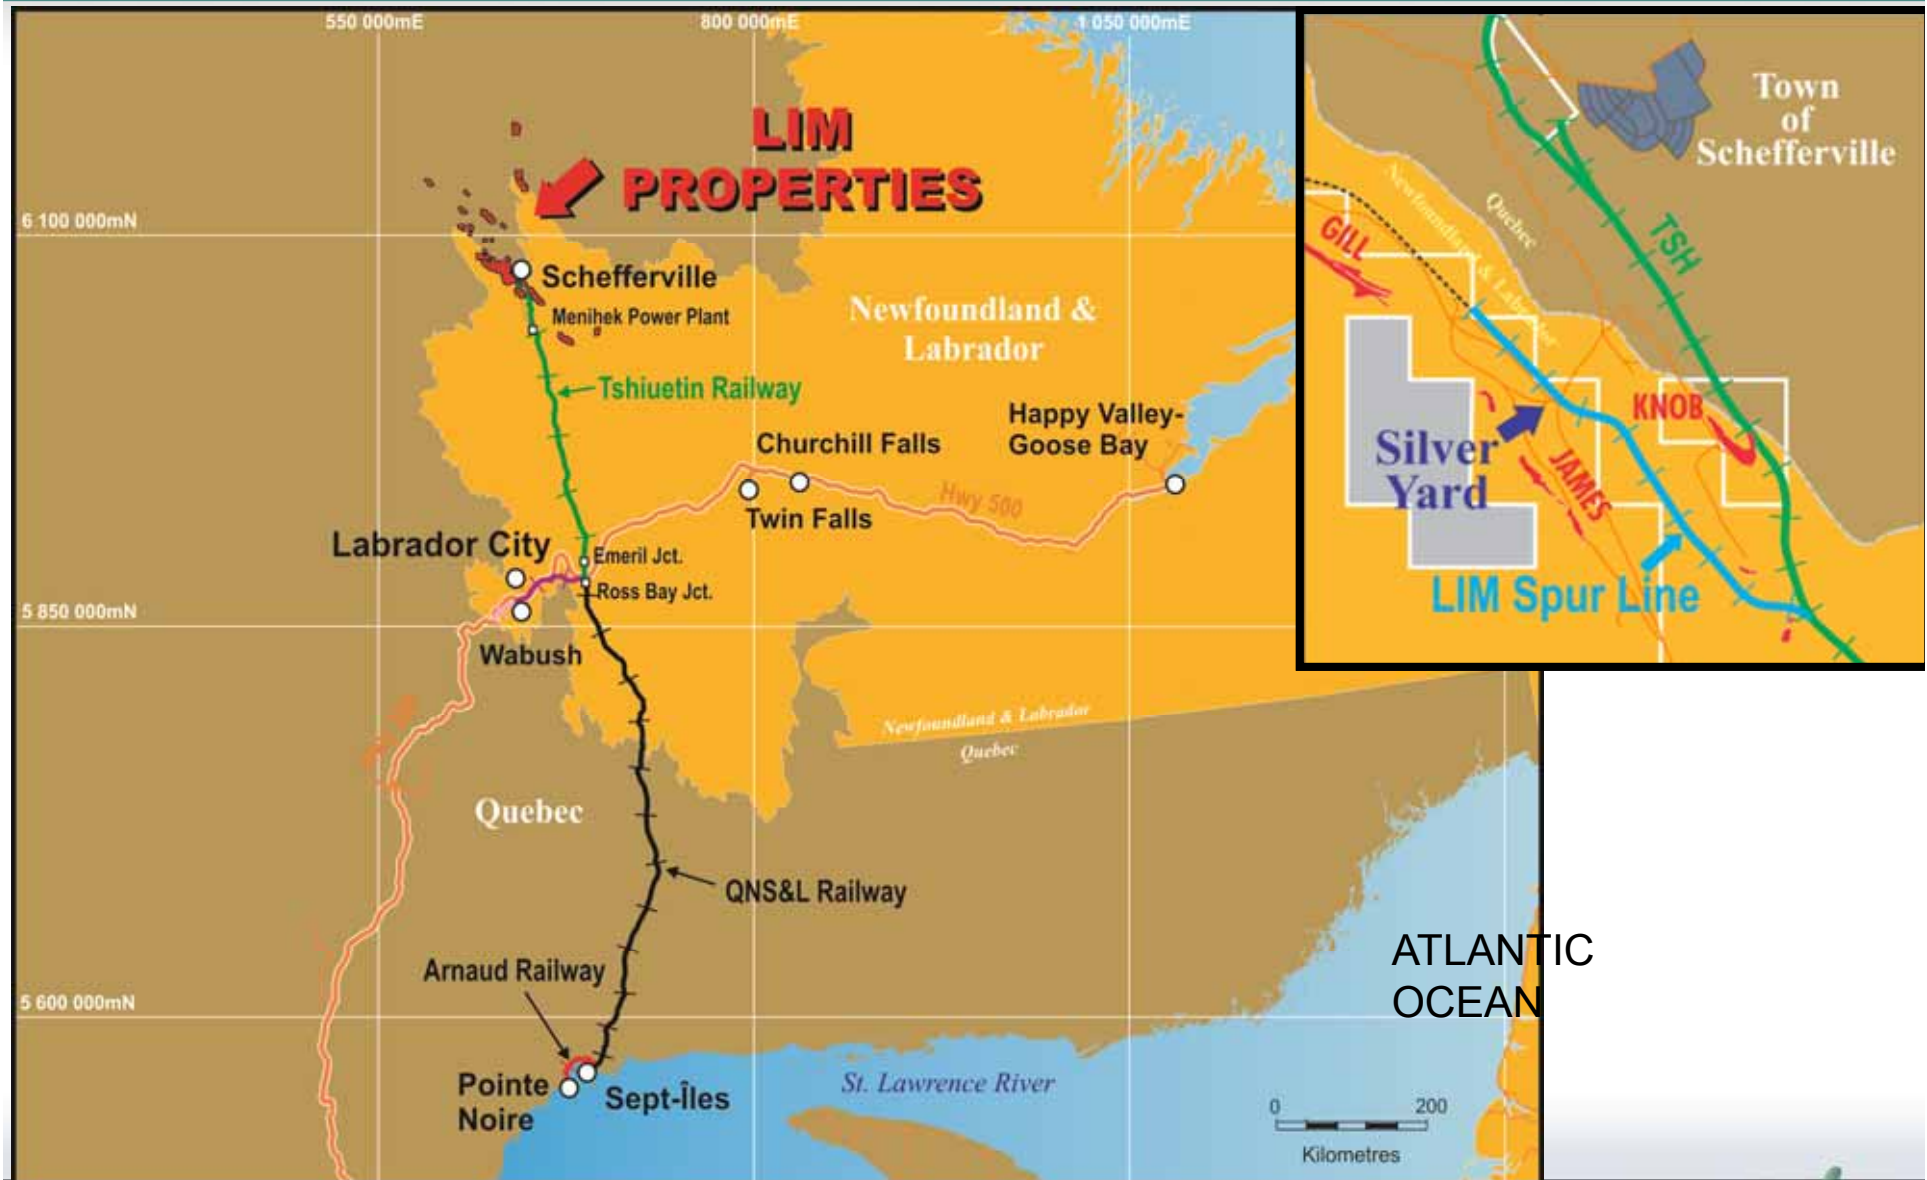 550 000mE
800 000mE
1 050 000mE
LIM
PROPERTIES
6 100 000mN
Schefferville
Menihek Power Plant
Newfoundland &
Labrador
Tshiuetin Railway
Happy Valley-
Goose Bay
Churchill Falls
Hwy 500
Twin Falls
Labrador City
Emeril Jct.
Ross Bay Jct.
5 850 000mN
Wabush
Newfoundland & Labrador
Quebec
Quebec
QNS&L Railway
Arnaud Railway
5 600 000mN
Pointe
Noire
Sept-Îles
St. Lawrence River
0 200
Kilometres
ATLANTIC
OCEAN
Town
of
Schefferville
Newfoundland & Labrador
Quebec
TSH
GILL
KNOB
Silver
Yard
JAMES
LIM Spur Line